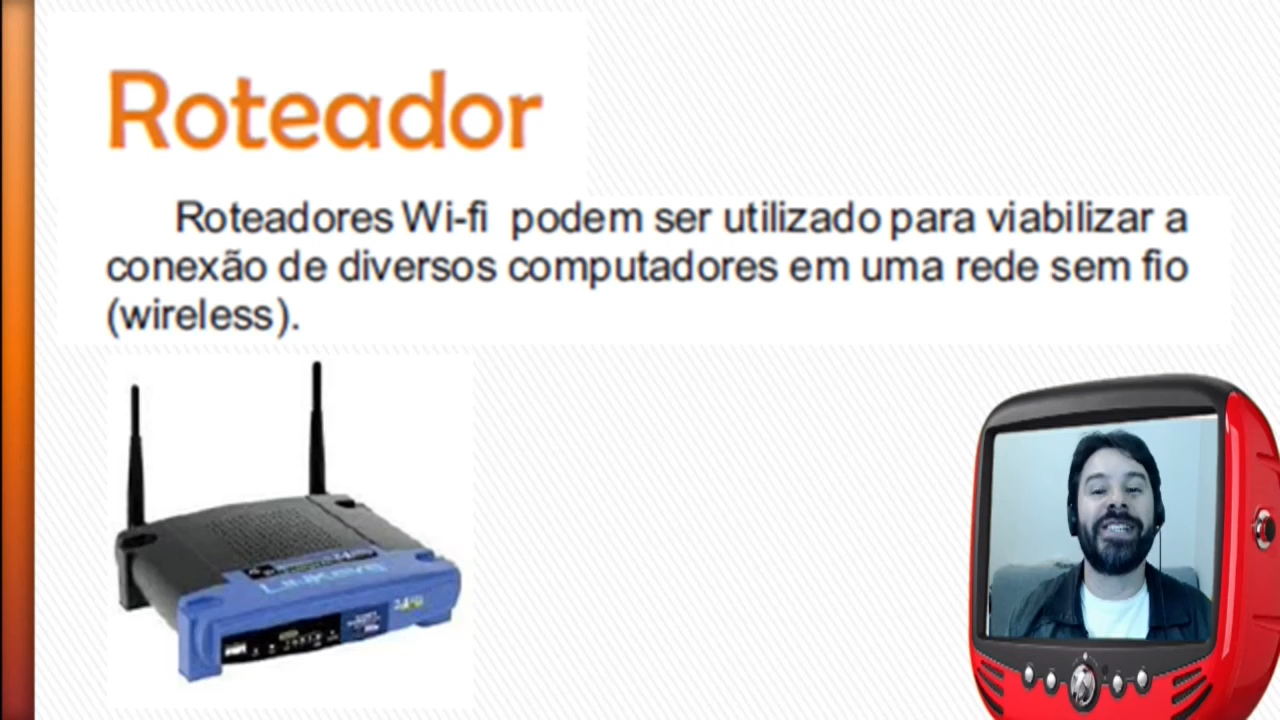 Roteador
Roteadores Wi-fi podem ser utilizado para viabilizar a
conexão de diversos computadores em uma rede sem fio
(wireless).
LINKSYS